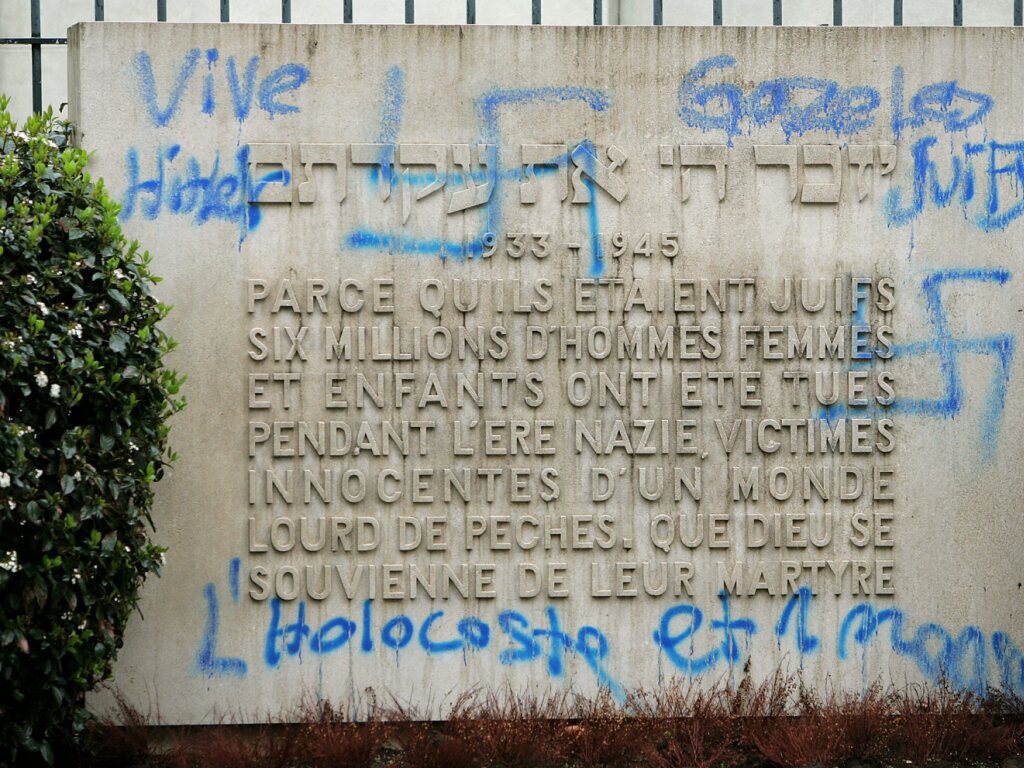 Vive
Hitler
Gaze les
JUiF
יזכר את עקדתם
1933 - 1945
PARCE QU'ILS ETAIENT JUIFS
SIX MILLIONS D'HOMMES FEMMES
ET ENFANTS ONT ETE TUES
PENDANT L'ERE NAZIE, VICTIMES
INNOCENTES D'UN MONDE
LOURD DE PECHES. QUE DIEU SE
SOUVIENNE DE LEUR MARTYRE
L'Holocoste et 1